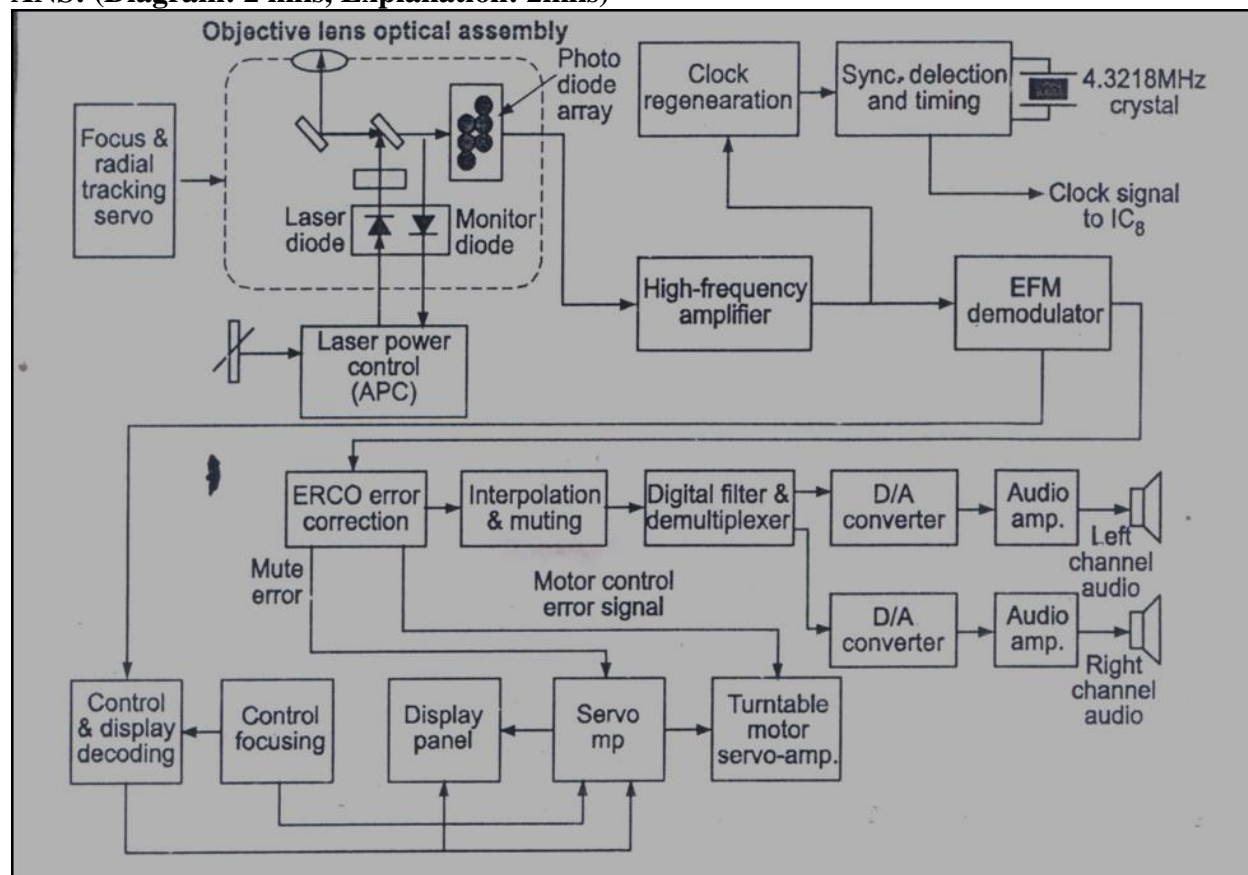 ANS: (Diagram: 2 mks, Explanation: 2mks)
Objective lens optical assembly
Photo
diode
array
Focus &
radial
tracking
servo
Laser
diode
Monitor
diode
Laser power
control
(APC)
Clock
regenearation
Sync. delection
and timing
4.3218MHz
crystal
Clock signal
to IC8
High-frequency
amplifier
EFM
demodulator
ERCO error
correction
Interpolation
& muting
Digital filter &
demultiplexer
D/A
converter
Audio
amp.
Left
channel
audio
Mute
error
Motor control
error signal
D/A
converter
Audio
amp.
Right
channel
audio
Control
& display
decoding
Control
focusing
Display
panel
Servo
mp
Turntable
motor
servo-amp.